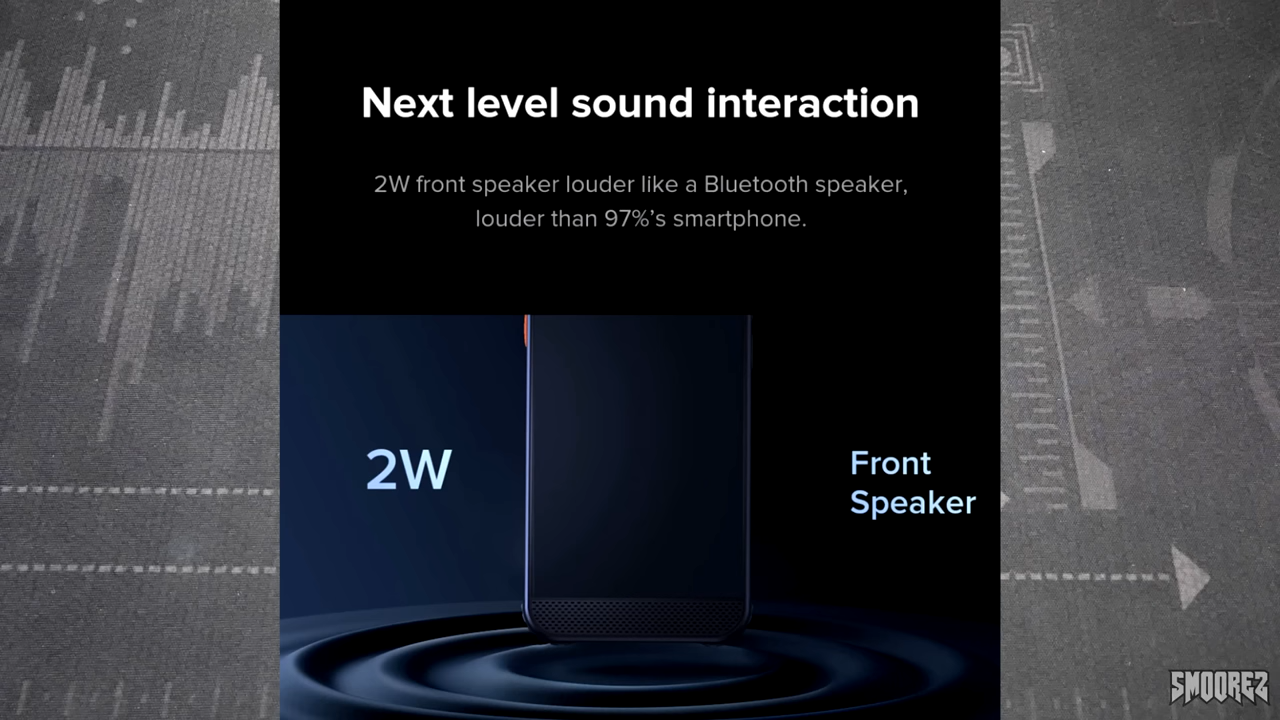 Next level sound interaction
2W front speaker louder like a Bluetooth speaker,
louder than 97%’s smartphone.
2W
Front
Speaker
SMOOREZ